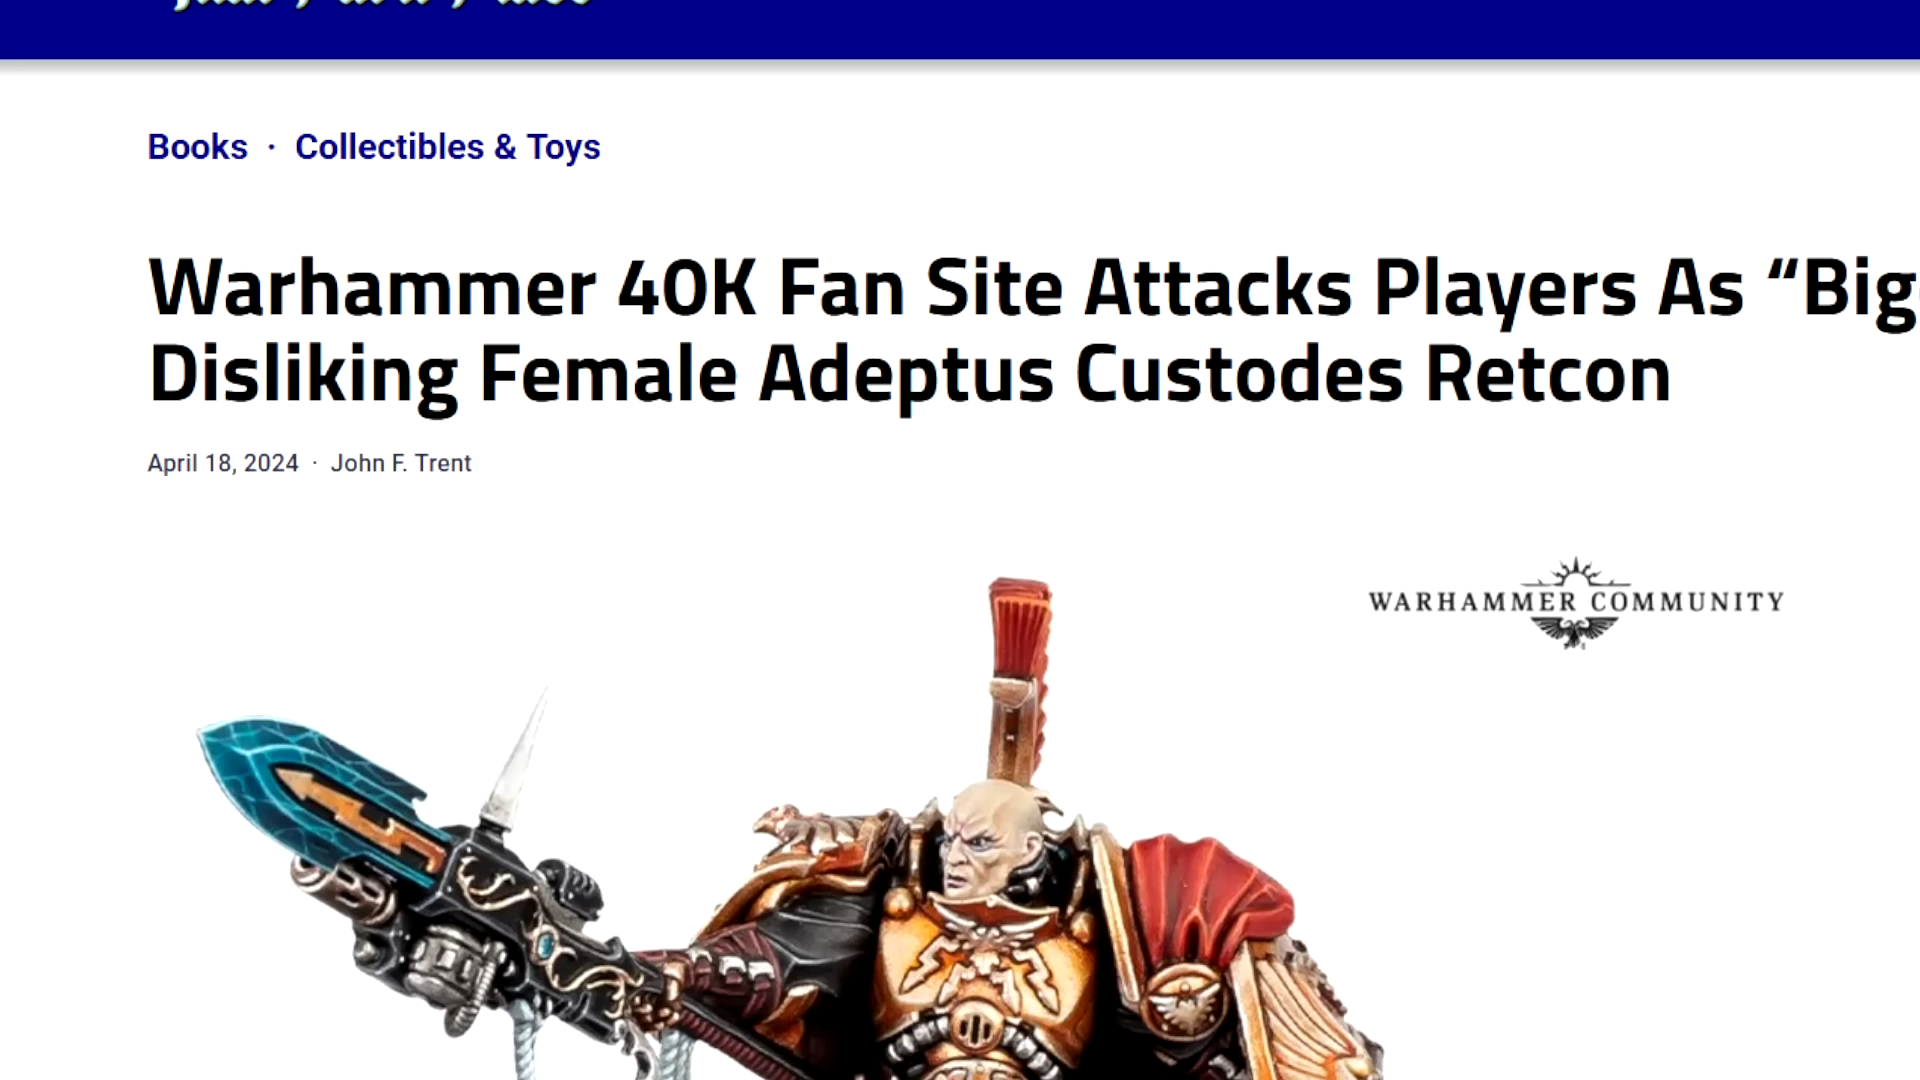 Books · Collectibles & Toys
Warhammer 40K Fan Site Attacks Players As “Big
Disliking Female Adeptus Custodes Retcon
April 18, 2024 · John F. Trent
WARHAMMER COMMUNITY